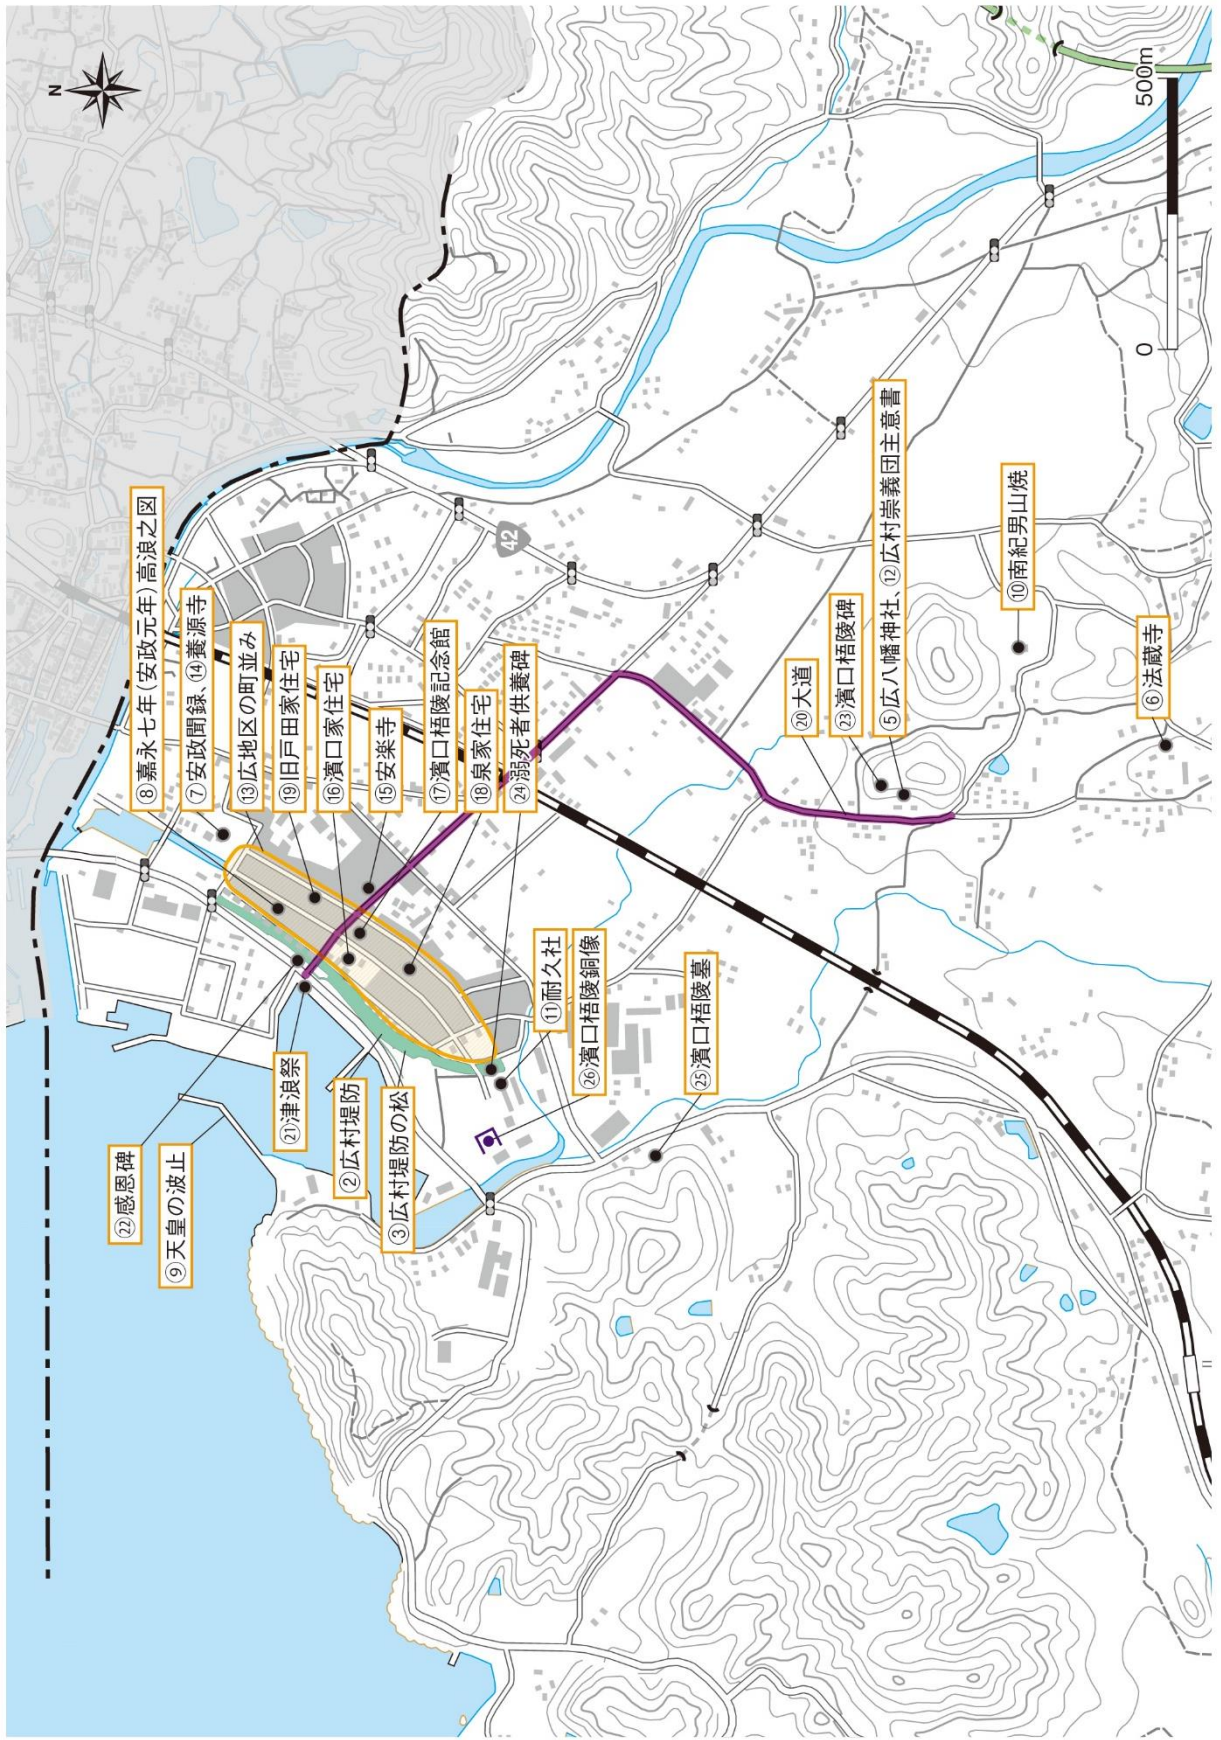 N
⑧嘉永七年(安政元年)高浪之図
⑦安政聞録、⑭養源寺
⑬広地区の町並み
⑲旧戸田家住宅
⑯濱口家住宅
⑮安楽寺
⑰濱口梧陵記念館
⑱泉家住宅
㉔溺死者供養碑
㉒感恩碑
⑨天皇の波止
㉑津浪祭
②広村堤防
③広村堤防の松
⑪耐久社
㉖濱口梧陵銅像
㉕濱口梧陵墓
42
⑳大道
㉓濱口梧陵碑
⑤広八幡神社、⑫広村崇義団主意書
⑩南紀男山焼
⑥法蔵寺
0
500m